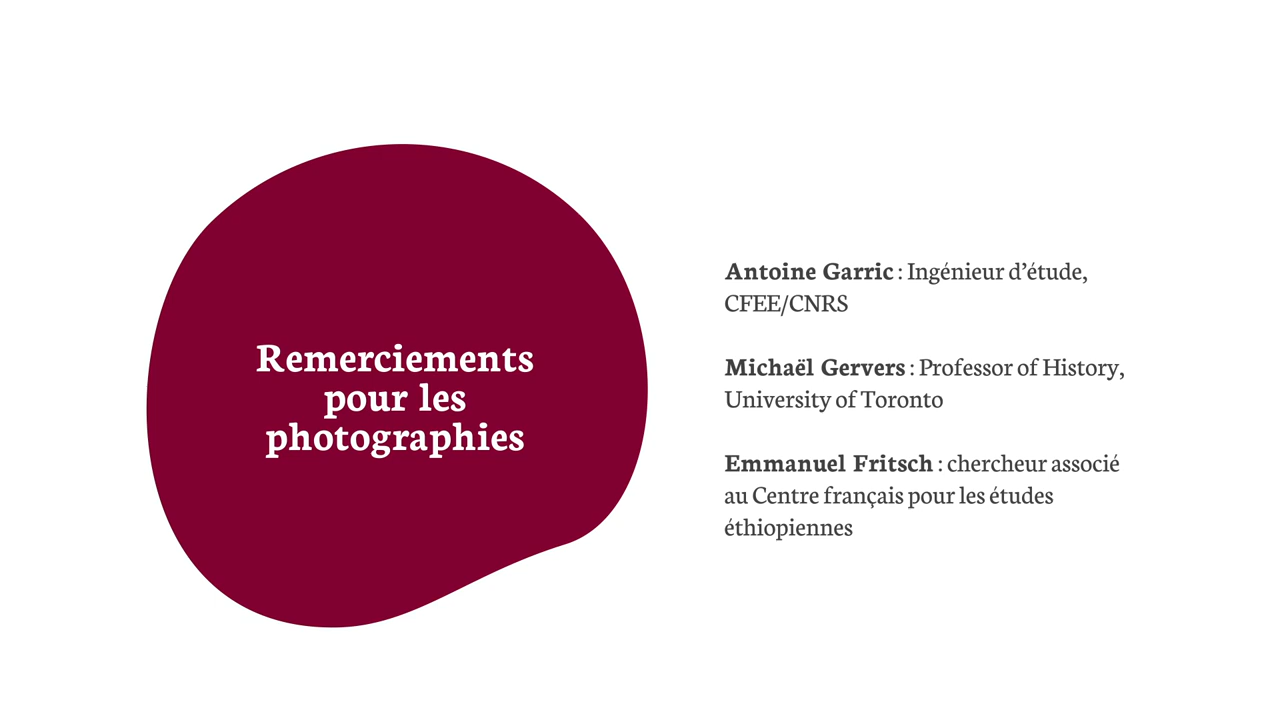 Remerciements
pour les
photographies
Antoine Garric : Ingénieur d’étude,
CFEE/CNRS
Michaël Gervers : Professor of History,
University of Toronto
Emmanuel Fritsch : chercheur associé
au Centre français pour les études
éthiopiennes